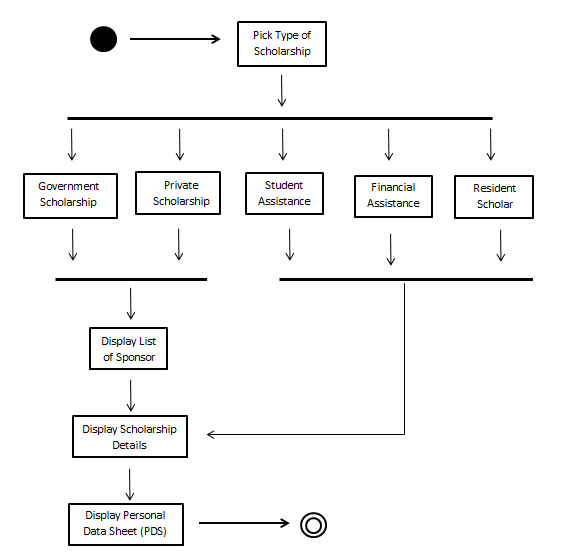 Pick Type of
Scholarship
Government
Scholarship
Private
Scholarship
Student
Assistance
Financial
Assistance
Resident
Scholar
Display List
of Sponsor
Display Scholarship
Details
Display Personal
Data Sheet (PDS)